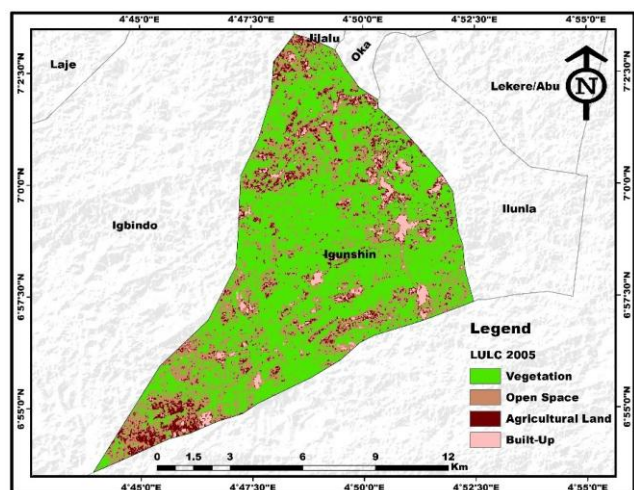 4°45'0"E 4°47'30"E 4°50'0"E 4°52'30"E 4°55'0"E
Jilalu
Oka
Laje
Lekere/Abu
N
7°2'30"N 7°2'30"N
7°0'0"N 7°0'0"N
Igbindo
Ilunla
Igunshin
6°57'30"N 6°57'30"N
Legend
LULC 2005
Vegetation
Open Space
Agricultural Land
Built-Up
6°55'0"N 6°55'0"N
0 1.5 3 6 9 12
Km
4°45'0"E 4°47'30"E 4°50'0"E 4°52'30"E 4°55'0"E